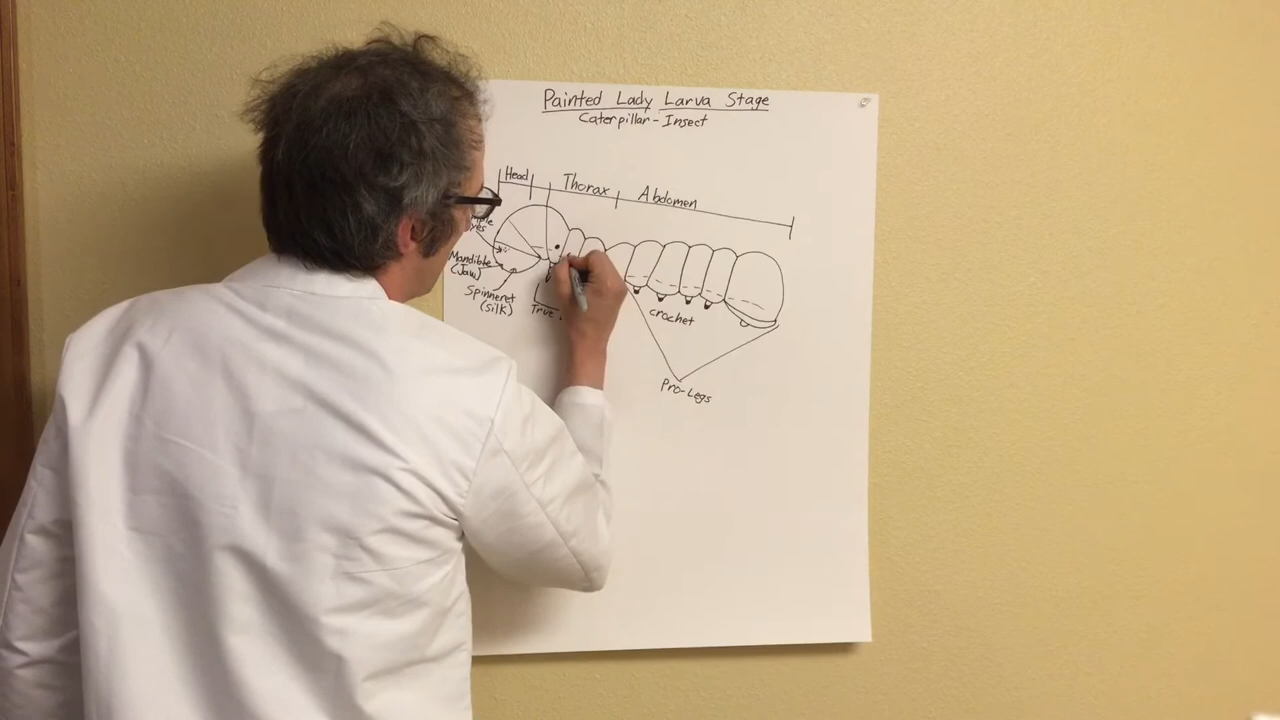 Painted Lady Larva Stage
Caterpillar - Insect
Head
Thorax
Abdomen
Mandible
(Jaw)
Spinneret
(silk)
True
crochet
Pro-Legs